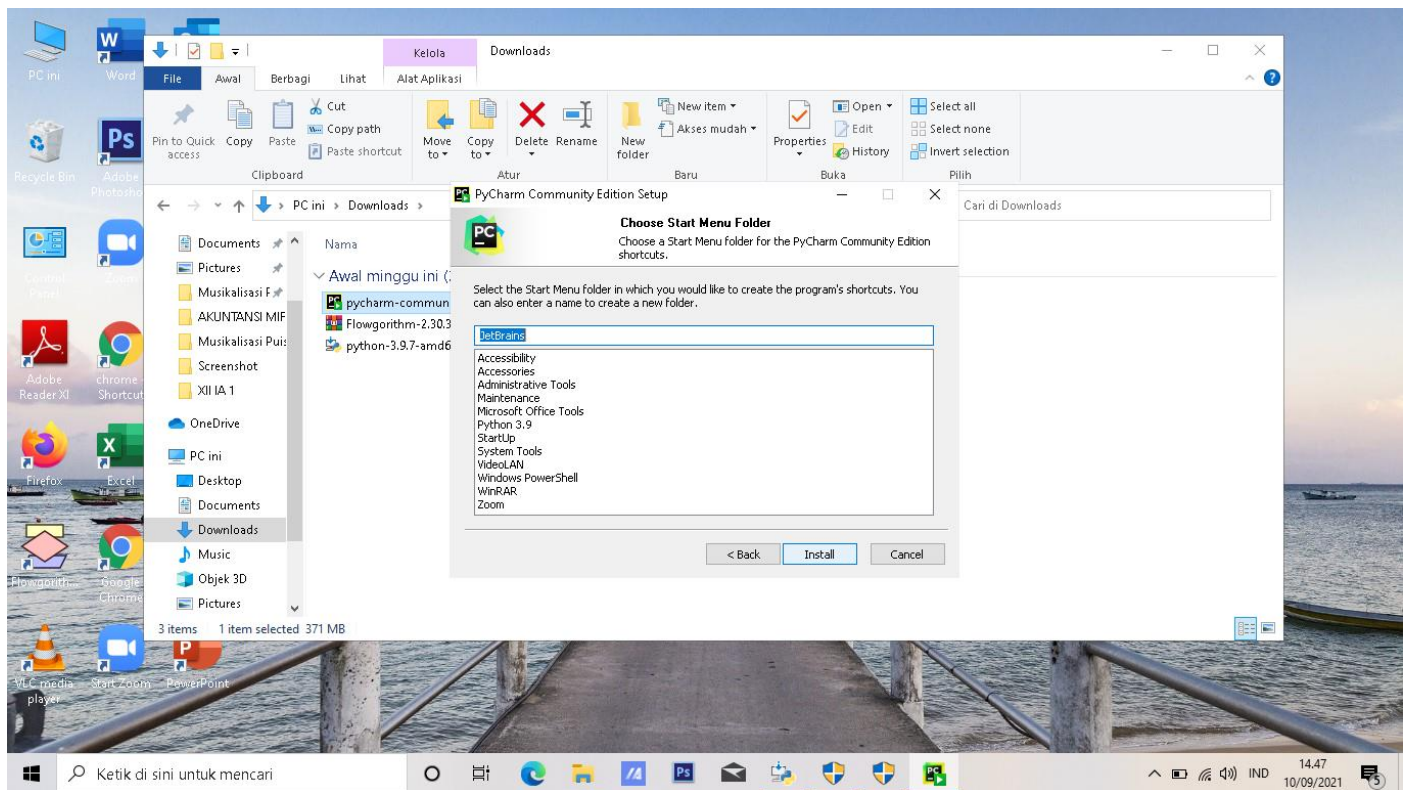 PC ini
Word
Recycle Bin
Ps
Adobe
Photosho
Control
Panel
Zoom
Adobe
Reader XI
chrome -
Shortcut
Firefox
Excel
Flowgorith...
Google
Chrome
VLC media
player
Start Zoom
PowerPoint
Kelola
Downloads
File
Awal
Berbagi
Lihat
Alat Aplikasi
Pin to Quick
access
Copy
Paste
Cut
Copy path
Paste shortcut
Clipboard
Move
to
Copy
to
Delete
Rename
Atur
New
folder
New item
Akses mudah
Baru
Properties
Open
Edit
History
Buka
Select all
Select none
Invert selection
Pilih
PC ini > Downloads >
Cari di Downloads
Documents
Pictures
Musikalisasi F
AKUNTANSI MIF
Musikalisasi Puis
Screenshot
XII IA 1
OneDrive
PC ini
Desktop
Documents
Downloads
Music
Objek 3D
Pictures
Nama
Awal minggu ini (
pycharm-commun
Flowgorithm-2.30.3
python-3.9.7-amd6
3 items
1 item selected 371 MB
PyCharm Community Edition Setup
PC
Choose Start Menu Folder
Choose a Start Menu folder for the PyCharm Community Edition
shortcuts.
Select the Start Menu folder in which you would like to create the program's shortcuts. You
can also enter a name to create a new folder.
JetBrains
Accessibility
Accessories
Administrative Tools
Maintenance
Microsoft Office Tools
Python 3.9
StartUp
System Tools
VideoLAN
Windows PowerShell
WinRAR
Zoom
< Back
Install
Cancel
Ketik di sini untuk mencari
Ps
IND
14.47
10/09/2021
5